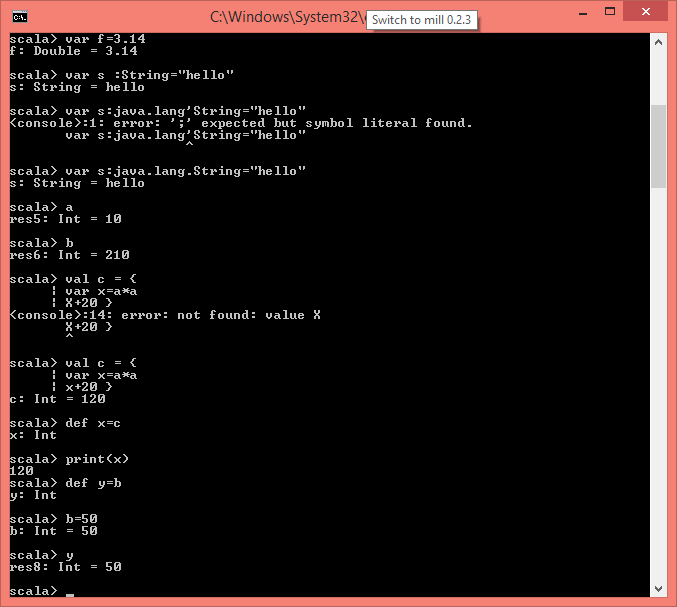 C:\Windows\System32\
Switch to mill 0.2.3
scala> var f=3.14
f: Double = 3.14
scala> var s :String="hello"
s: String = hello
scala> var s:java.lang'String="hello"
<console>:1: error: ';' expected but symbol literal found.
var s:java.lang'String="hello"
^
scala> var s:java.lang.String="hello"
s: String = hello
scala> a
res5: Int = 10
scala> b
res6: Int = 210
scala> val c = {
| var x=a*a
| X+20 }
<console>:14: error: not found: value X
X+20 }
^
scala> val c = {
| var x=a*a
| x+20 }
c: Int = 120
scala> def x=c
x: Int
scala> print(x)
120
scala> def y=b
y: Int
scala> b=50
b: Int = 50
scala> y
res8: Int = 50
scala> _